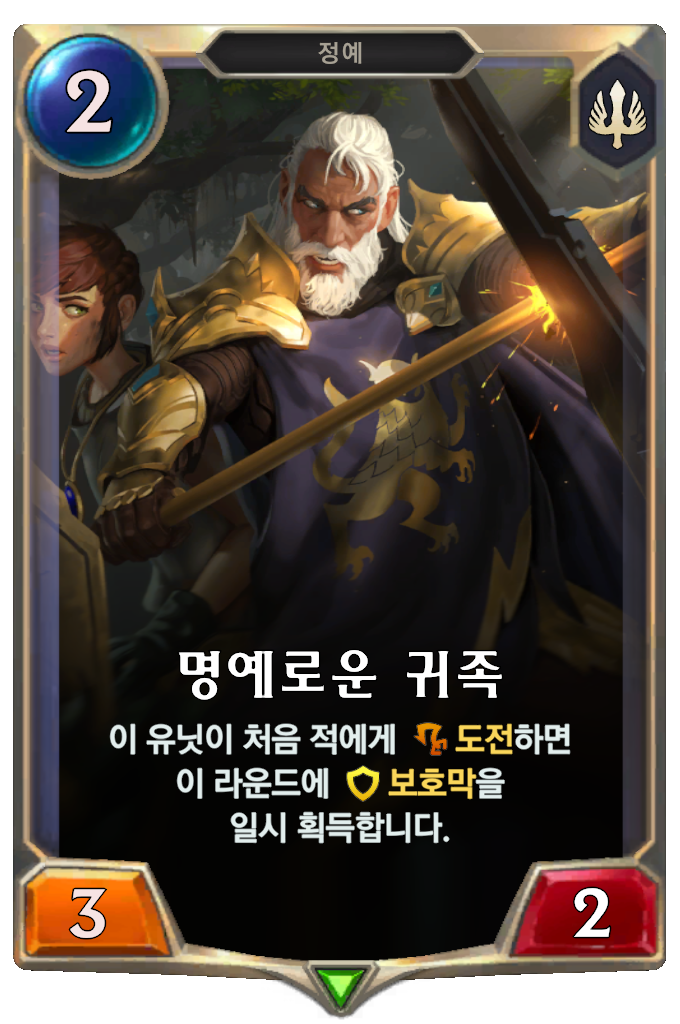 정예
2
명예로운 귀족
이 유닛이 처음 적에게 도전하면
이 라운드에 보호막을
일시 획득합니다.
3
2